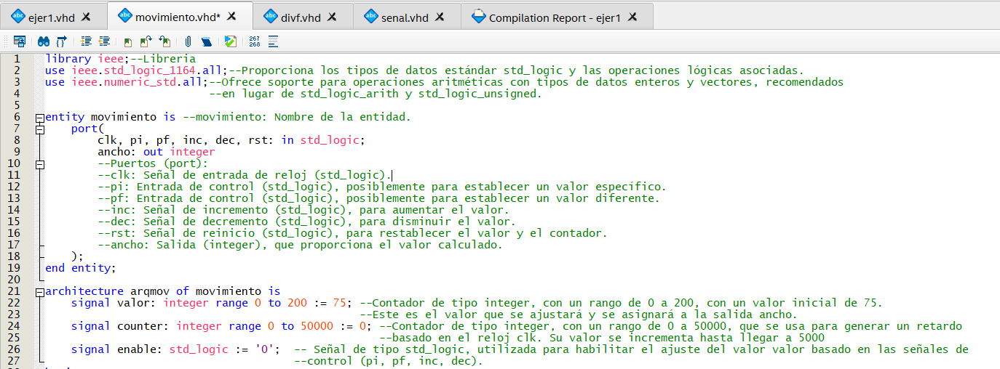 ejer1.vhd movimiento.vhd* divf.vhd senal.vhd Compilation Report - ejer1
267
268
1 library ieee;--Libreria
2 use ieee.std_logic_1164.all;--Proporciona los tipos de datos estándar std_logic y las operaciones lógicas asociadas.
3 use ieee.numeric_std.all;--Ofrece soporte para operaciones aritméticas con tipos de datos enteros y vectores, recomendados
4 --en lugar de std_logic_arith y std_logic_unsigned.
5
6 entity movimiento is --movimiento: Nombre de la entidad.
7 port(
8 clk, pi, pf, inc, dec, rst: in std_logic;
9 ancho: out integer
10 --Puertos (port):
11 --clk: Señal de entrada de reloj (std_logic).
12 --pi: Entrada de control (std_logic), posiblemente para establecer un valor específico.
13 --pf: Entrada de control (std_logic), posiblemente para establecer un valor diferente.
14 --inc: Señal de incremento (std_logic), para aumentar el valor.
15 --dec: Señal de decremento (std_logic), para disminuir el valor.
16 --rst: Señal de reinicio (std_logic), para restablecer el valor y el contador.
17 --ancho: Salida (integer), que proporciona el valor calculado.
18 );
19 end entity;
20
21 architecture arqmov of movimiento is
22 signal valor: integer range 0 to 200 := 75; --Contador de tipo integer, con un rango de 0 a 200, con un valor inicial de 75.
23 --Este es el valor que se ajustará y se asignará a la salida ancho.
24 signal counter: integer range 0 to 50000 := 0; --Contador de tipo integer, con un rango de 0 a 50000, que se usa para generar un retardo
25 --basado en el reloj clk. Su valor se incrementa hasta llegar a 5000
26 signal enable: std_logic := '0'; -- Señal de tipo std_logic, utilizada para habilitar el ajuste del valor valor basado en las señales de
27 --control (pi, pf, inc, dec).